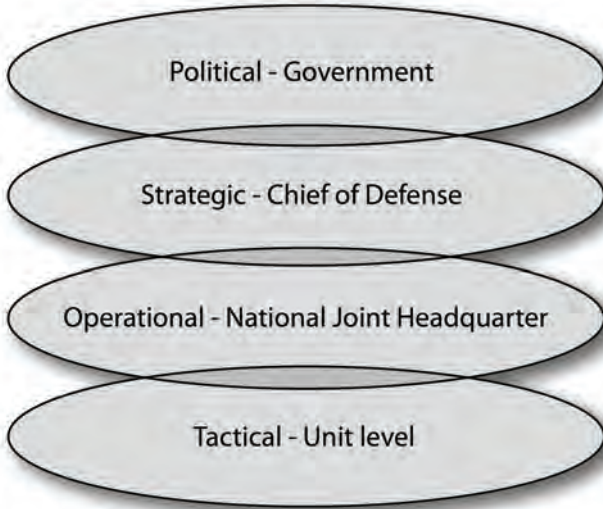 Political - Government
Strategic - Chief of Defense
Operational - National Joint Headquarter
Tactical - Unit level